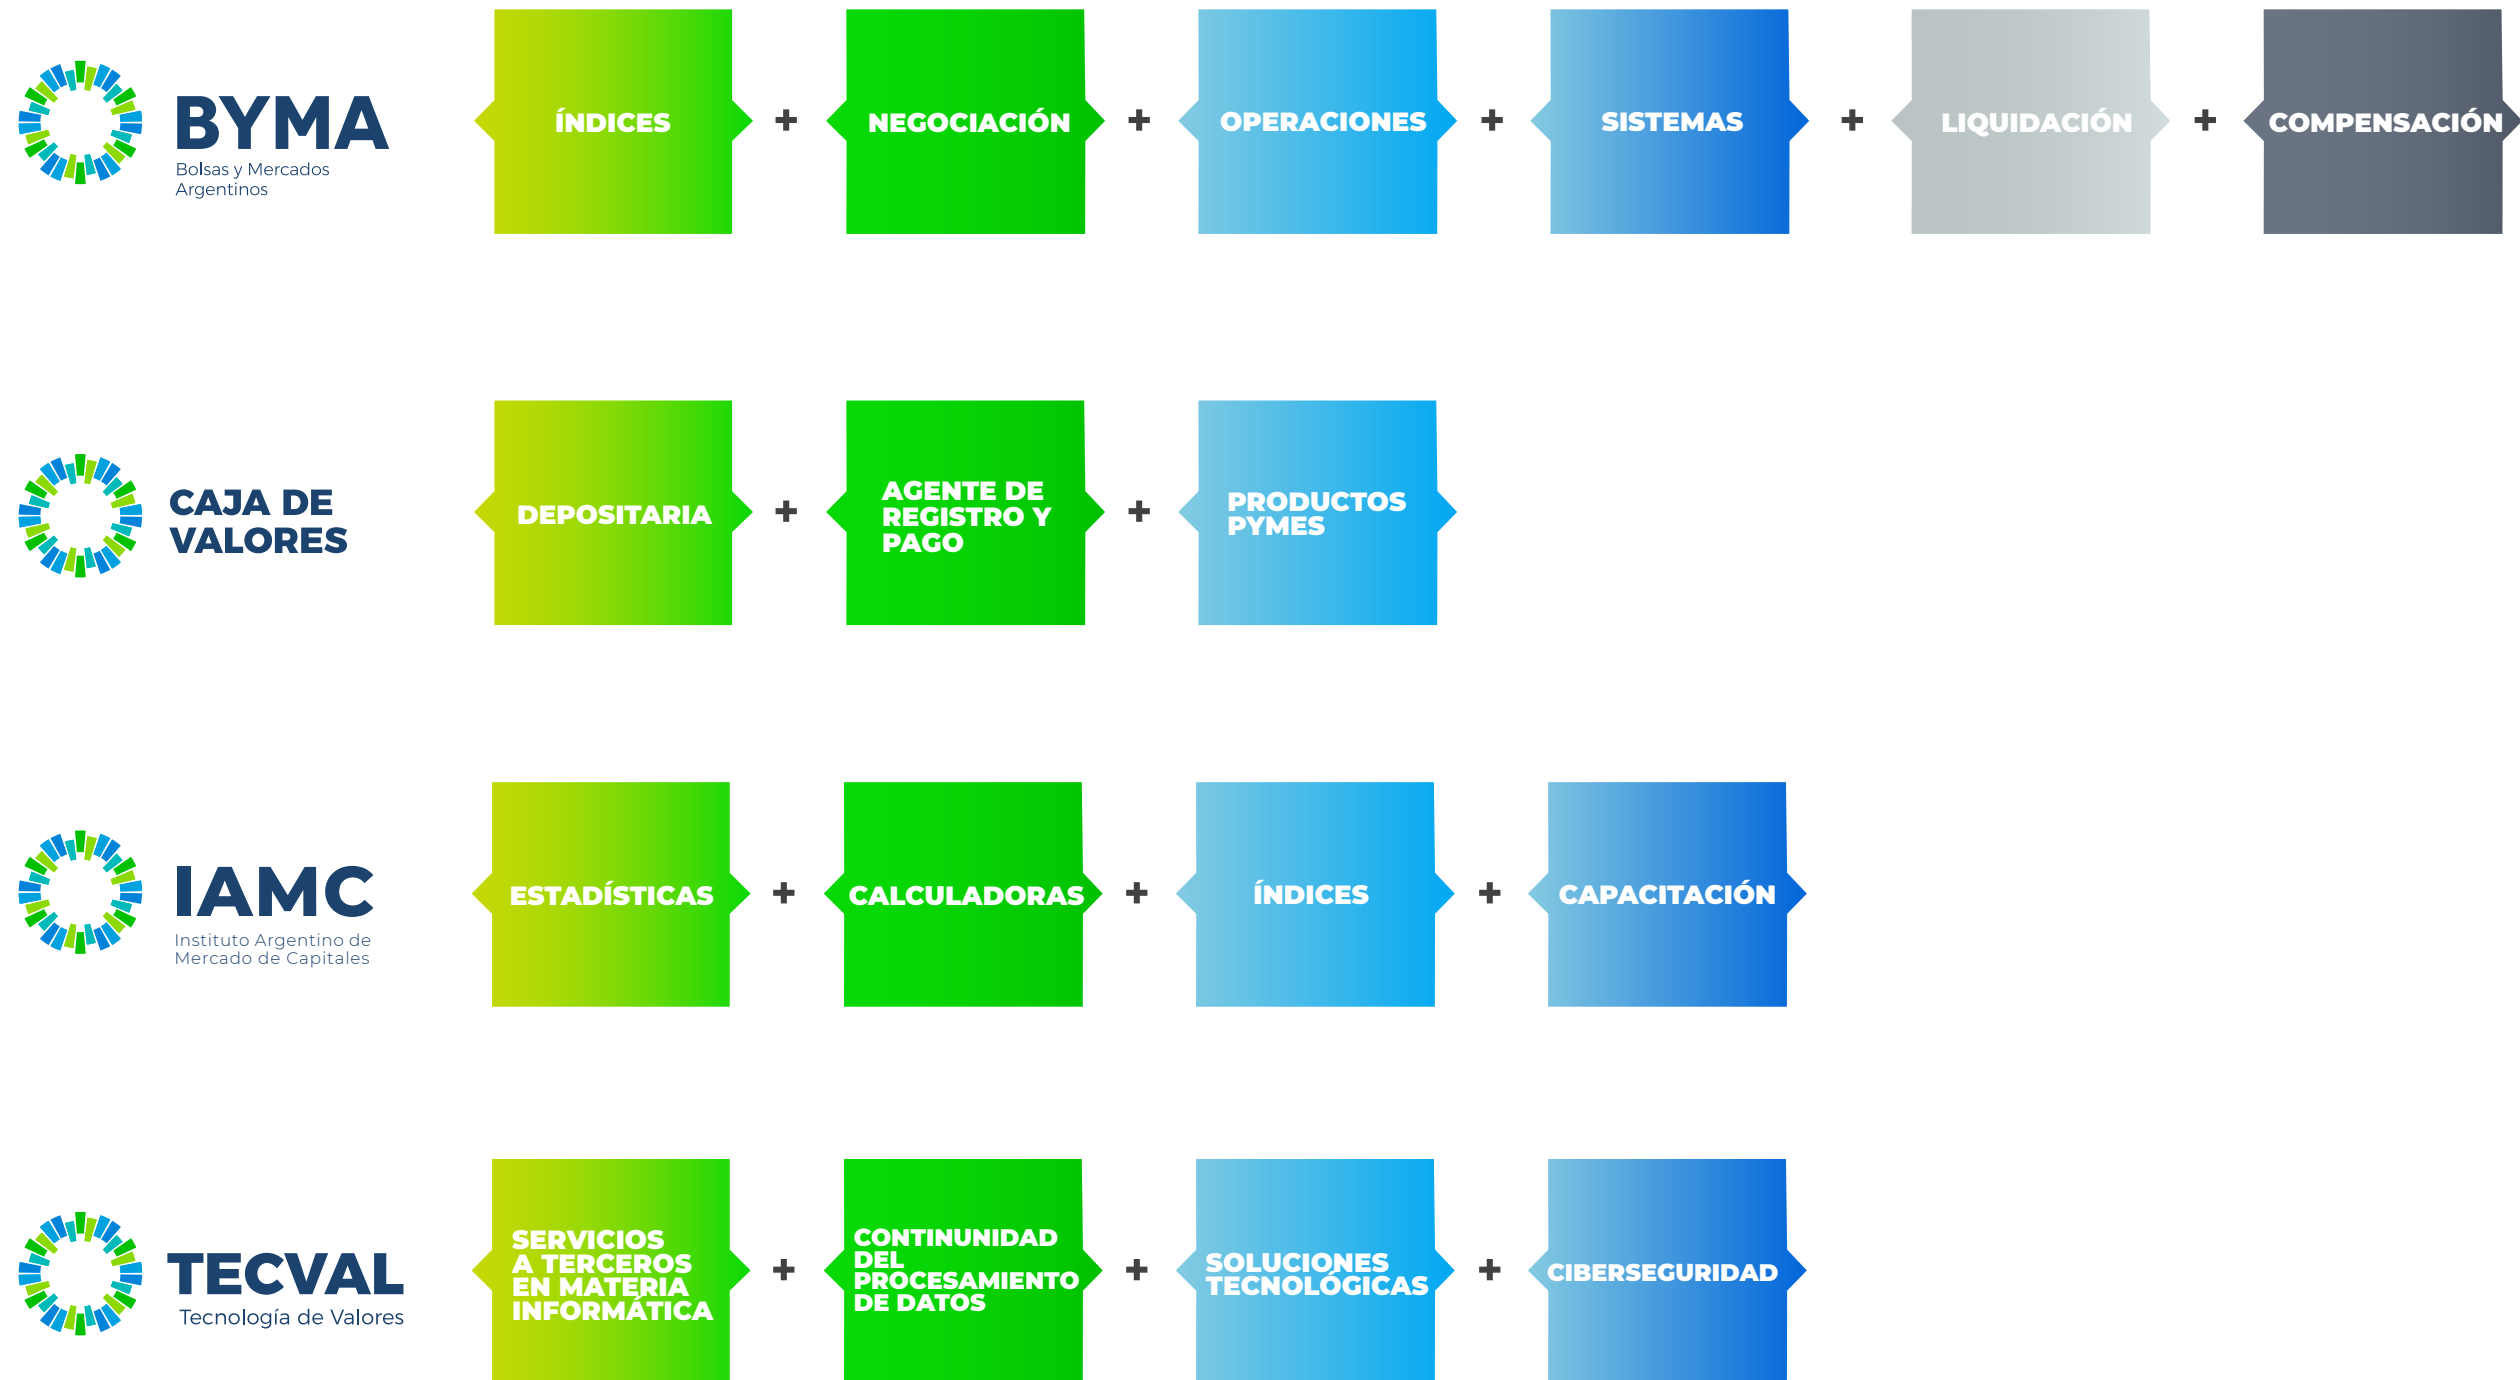 BYMA
Bolsas y Mercados
Argentinos
ÍNDICES
+
NEGOCIACIÓN
+
OPERACIONES
+
SISTEMAS
+
LIQUIDACIÓN
+
COMPENSACIÓN
CAJA DE
VALORES
DEPOSITARIA
+
AGENTE DE
REGISTRO Y
PAGO
+
PRODUCTOS
PYMES
IAMC
Instituto Argentino de
Mercado de Capitales
ESTADÍSTICAS
+
CALCULADORAS
+
ÍNDICES
+
CAPACITACIÓN
TECVAL
Tecnología de Valores
SERVICIOS
A TERCEROS
EN MATERIA
INFORMÁTICA
+
CONTINUNIDAD
DEL
PROCESAMIENTO
DE DATOS
+
SOLUCIONES
TECNOLÓGICAS
+
CIBERSEGURIDAD